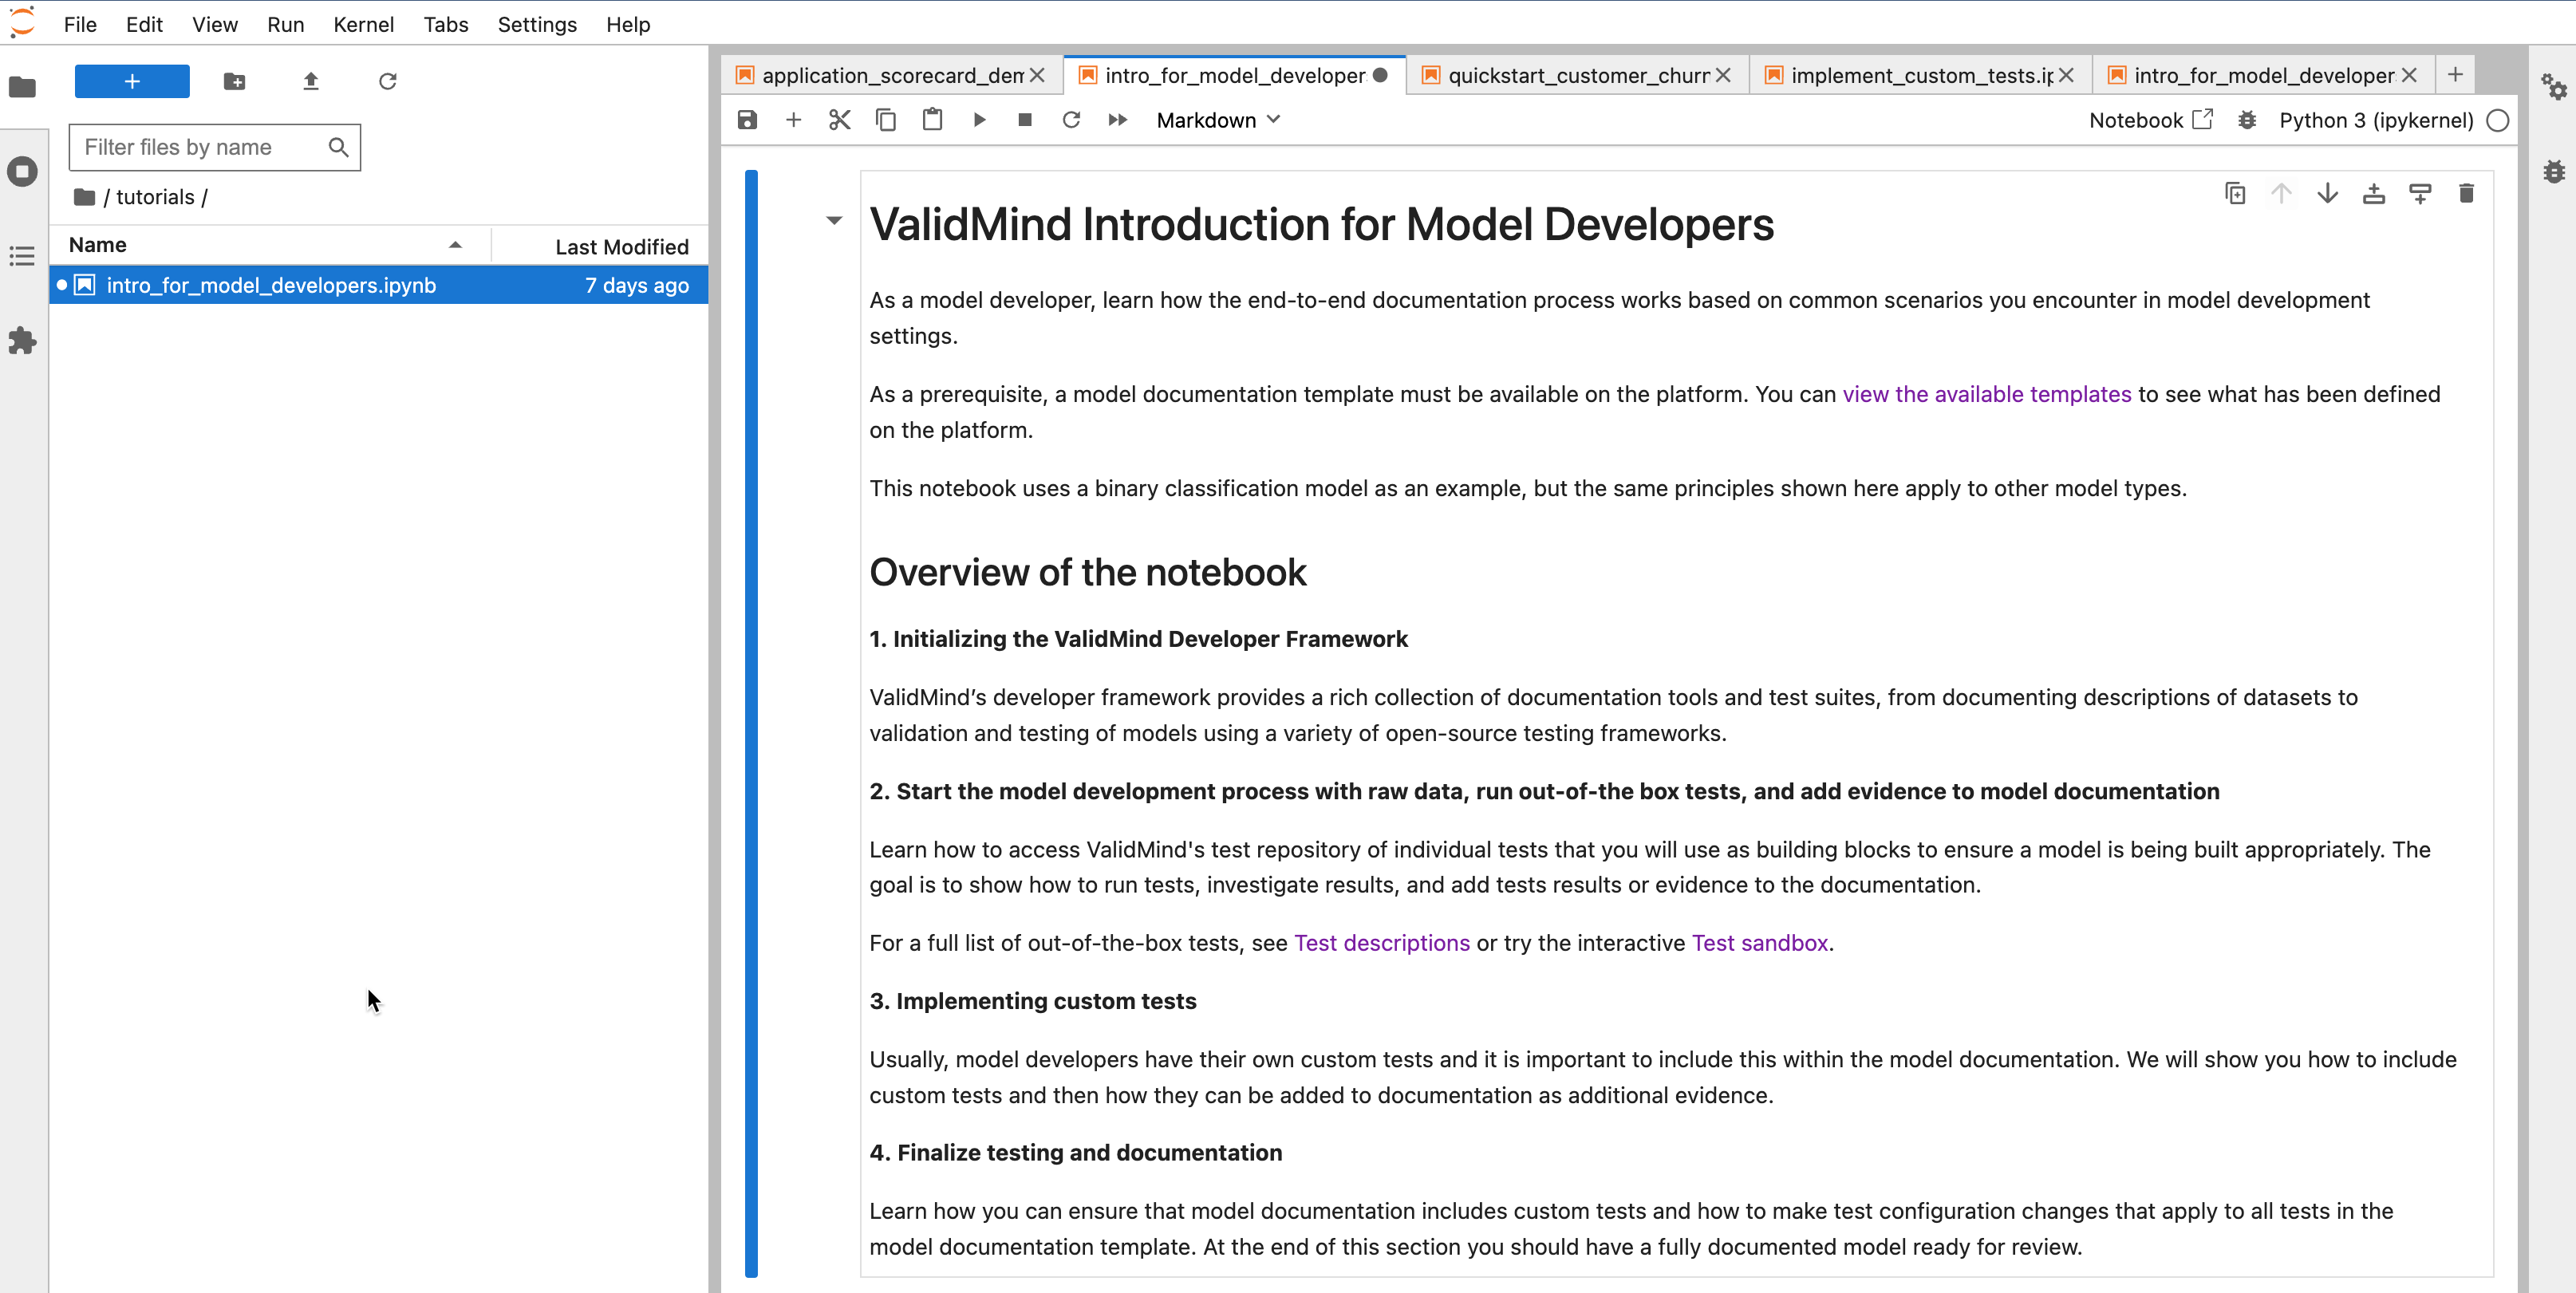 File Edit View Run Kernel Tabs Settings Help
Filter files by name
/ tutorials /
Name Last Modified
intro_for_model_developers.ipynb 7 days ago
application_scorecard_den intro_for_model_developer quickstart_customer_churr implement_custom_tests.ip intro_for_model_developer
Markdown Notebook Python 3 (ipykernel)
ValidMind Introduction for Model Developers
As a model developer, learn how the end-to-end documentation process works based on common scenarios you encounter in model development
settings.
As a prerequisite, a model documentation template must be available on the platform. You can view the available templates to see what has been defined
on the platform.
This notebook uses a binary classification model as an example, but the same principles shown here apply to other model types.
Overview of the notebook
1. Initializing the ValidMind Developer Framework
ValidMind’s developer framework provides a rich collection of documentation tools and test suites, from documenting descriptions of datasets to
validation and testing of models using a variety of open-source testing frameworks.
2. Start the model development process with raw data, run out-of-the box tests, and add evidence to model documentation
Learn how to access ValidMind's test repository of individual tests that you will use as building blocks to ensure a model is being built appropriately. The
goal is to show how to run tests, investigate results, and add tests results or evidence to the documentation.
For a full list of out-of-the-box tests, see Test descriptions or try the interactive Test sandbox.
3. Implementing custom tests
Usually, model developers have their own custom tests and it is important to include this within the model documentation. We will show you how to include
custom tests and then how they can be added to documentation as additional evidence.
4. Finalize testing and documentation
Learn how you can ensure that model documentation includes custom tests and how to make test configuration changes that apply to all tests in the
model documentation template. At the end of this section you should have a fully documented model ready for review.